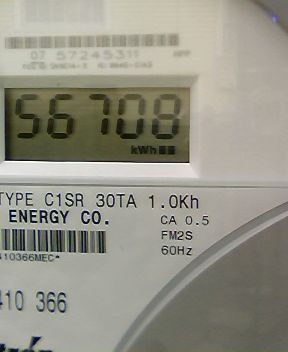 07 57245311
56708
kWh
TYPE C1SR 30TA 1.0Kh
ENERGY CO.
CA 0.5
FM2S
60Hz
410366MEC*
410 366